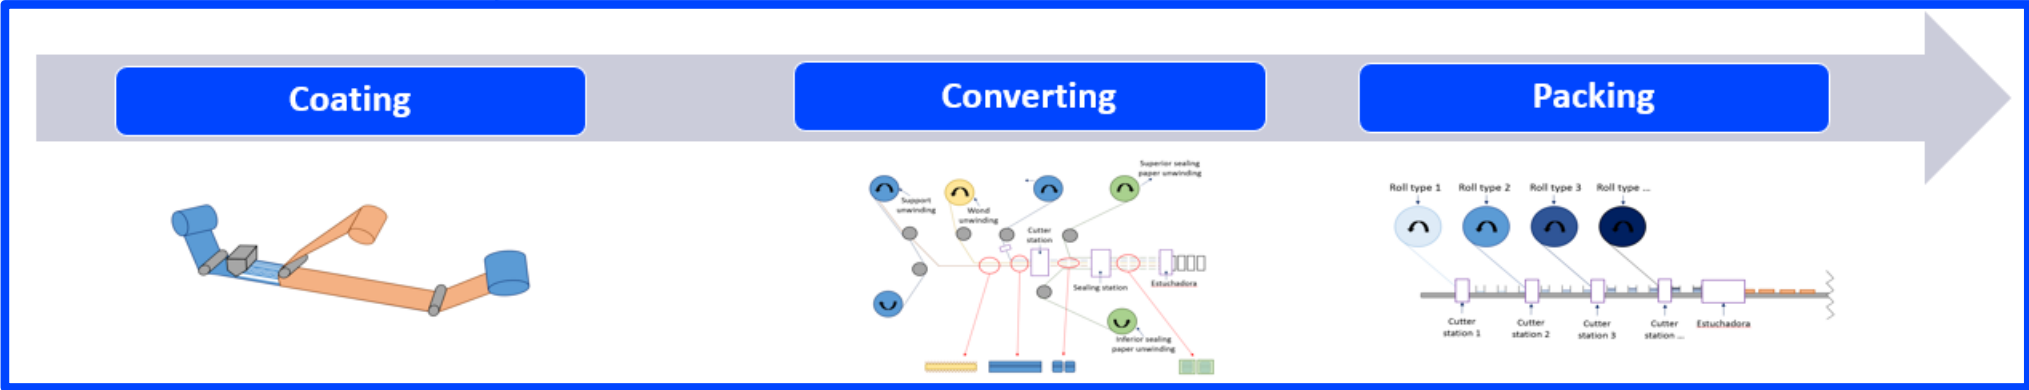 Coating
Converting
Packing
Superior sealing
paper unwinding
Support
unwinding
Wond
unwinding
Cutter
station
Sealing station
Estuchadora
Inferior sealing
paper unwinding
Roll type 1
Roll type 2
Roll type 3
Roll type ...
Cutter
station 1
Cutter
station 2
Cutter
station 3
Cutter
station ...
Estuchadora